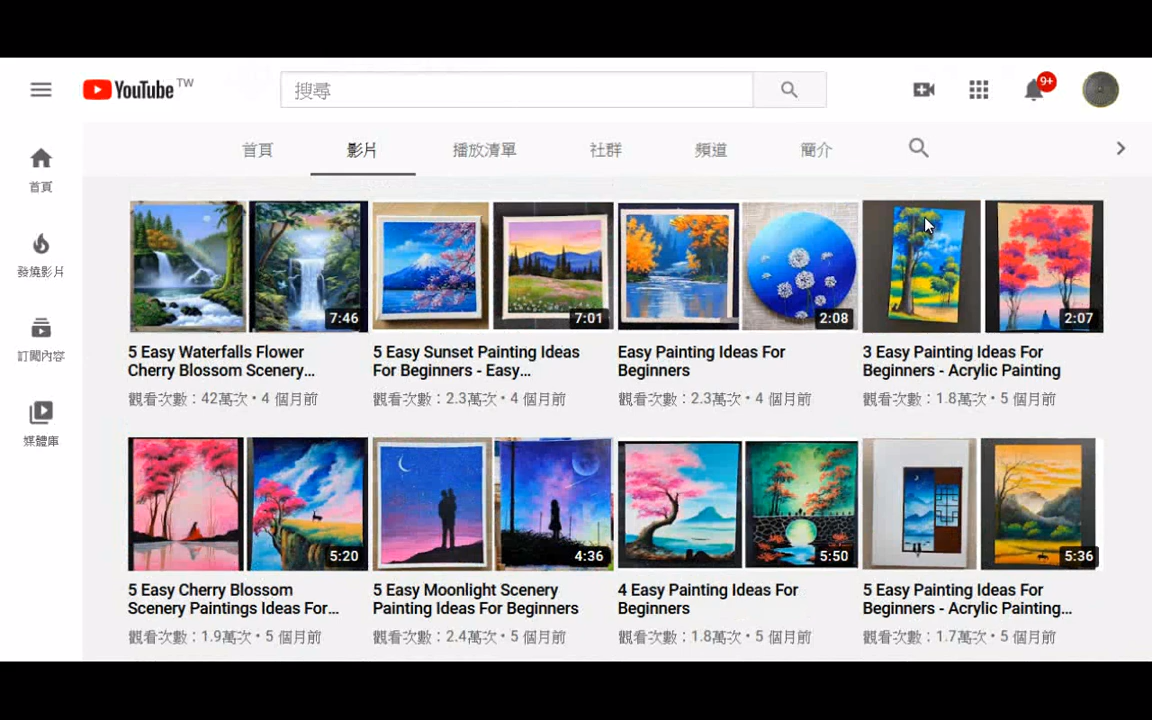 YouTube TW
搜尋
9+
首頁
影片
播放清單
社群
頻道
簡介
首頁
發燒影片
訂閱內容
媒體庫
7:46
7:01
2:08
2:07
5 Easy Waterfalls Flower
Cherry Blossom Scenery...
觀看次數：42萬次 • 4 個月前
5 Easy Sunset Painting Ideas
For Beginners - Easy...
觀看次數：2.3萬次 • 4 個月前
Easy Painting Ideas For
Beginners
觀看次數：2.3萬次 • 4 個月前
3 Easy Painting Ideas For
Beginners - Acrylic Painting
觀看次數：1.8萬次 • 5 個月前
5:20
4:36
5:50
5:36
5 Easy Cherry Blossom
Scenery Paintings Ideas For...
觀看次數：1.9萬次 • 5 個月前
5 Easy Moonlight Scenery
Painting Ideas For Beginners
觀看次數：2.4萬次 • 5 個月前
4 Easy Painting Ideas For
Beginners
觀看次數：1.8萬次 • 5 個月前
5 Easy Painting Ideas For
Beginners - Acrylic Painting...
觀看次數：1.7萬次 • 5 個月前